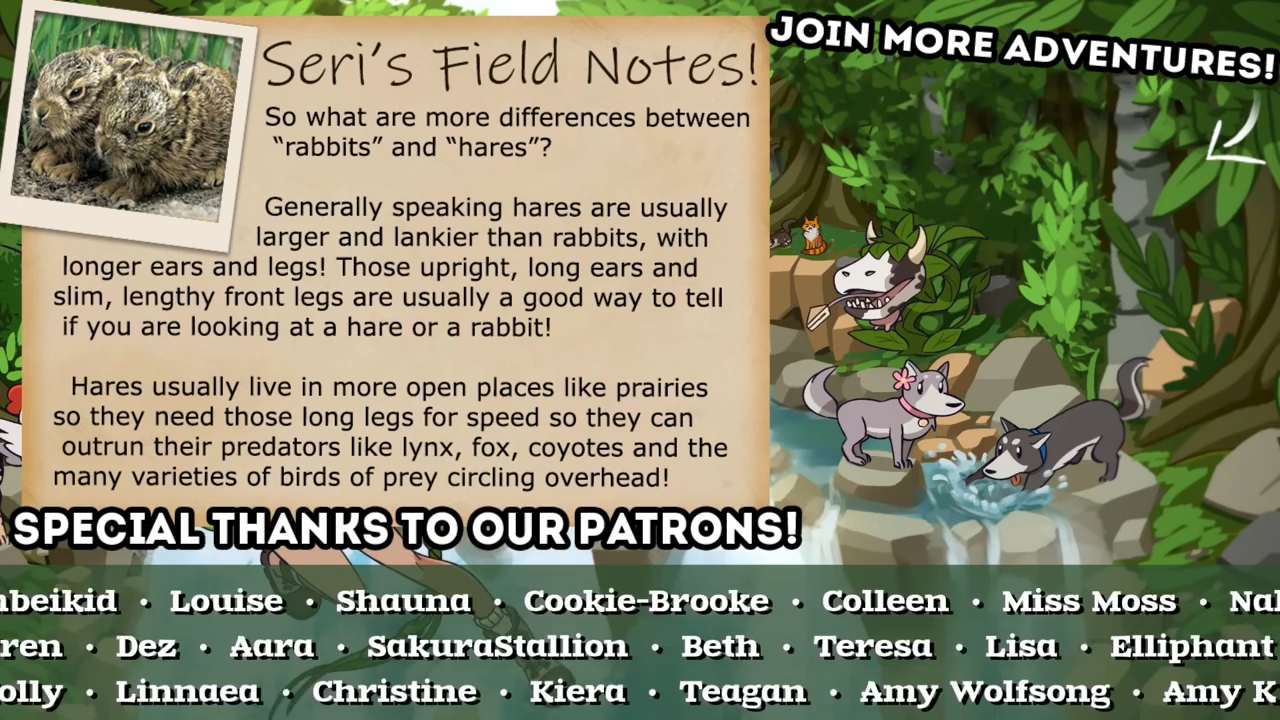 Seri's Field Notes!
JOIN MORE ADVENTURES!
So what are more differences between
"rabbits" and "hares"?
Generally speaking hares are usually
larger and lankier than rabbits, with
longer ears and legs! Those upright, long ears and
slim, lengthy front legs are usually a good way to tell
if you are looking at a hare or a rabbit!
Hares usually live in more open places like prairies
so they need those long legs for speed so they can
outrun their predators like lynx, fox, coyotes and the
many varieties of birds of prey circling overhead!
SPECIAL THANKS TO OUR PATRONS!
beikid · Louise · Shauna · Cookie-Brooke · Colleen · Miss Moss ·
ren · Dez · Aara · SakuraStallion · Beth · Teresa · Lisa · Elliphant
olly · Linnaea · Christine · Kiera · Teagan · Amy Wolfsong · Amy K